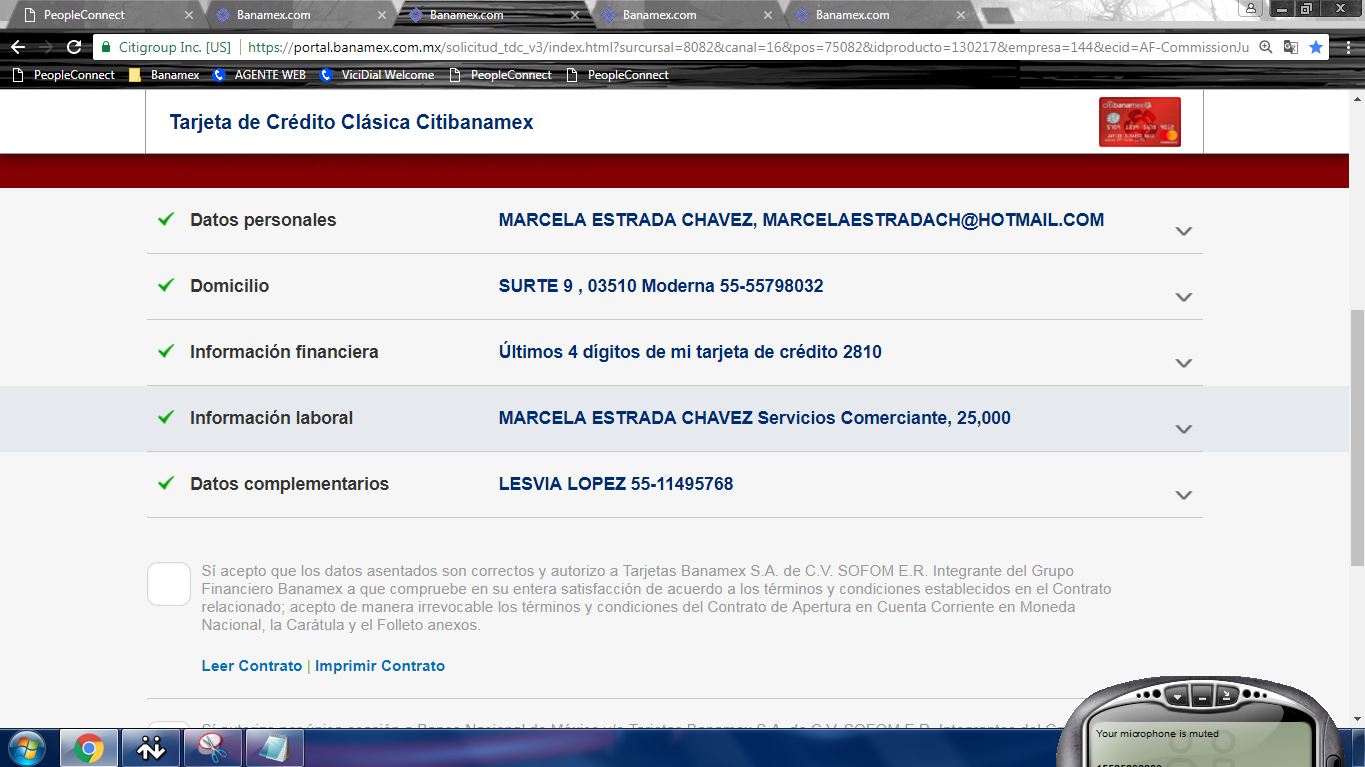 PeopleConnect
Banamex.com
Banamex.com
Banamex.com
Banamex.com
Citigroup Inc. [US]
https://portal.banamex.com.mx/solicitud_tdc_v3/index.html?surcursal=8082&canal=16&pos=75082&idproducto=130217&empresa=144&ecid=AF-CommissionJu
PeopleConnect
Banamex
AGENTE WEB
ViciDial Welcome
PeopleConnect
PeopleConnect
Tarjeta de Crédito Clásica Citibanamex
citibanamex
Datos personales
MARCELA ESTRADA CHAVEZ, MARCELAESTRADACH@HOTMAIL.COM
Domicilio
SURTE 9 , 03510 Moderna 55-55798032
Información financiera
Últimos 4 dígitos de mi tarjeta de crédito 2810
Información laboral
MARCELA ESTRADA CHAVEZ Servicios Comerciante, 25,000
Datos complementarios
LESVIA LOPEZ 55-11495768
Sí acepto que los datos asentados son correctos y autorizo a Tarjetas Banamex S.A. de C.V. SOFOM E.R. Integrante del Grupo
Financiero Banamex a que compruebe en su entera satisfacción de acuerdo a los términos y condiciones establecidos en el Contrato
relacionado; acepto de manera irrevocable los términos y condiciones del Contrato de Apertura en Cuenta Corriente en Moneda
Nacional, la Carátula y el Folleto anexos.
Leer Contrato | Imprimir Contrato
Your microphone is muted